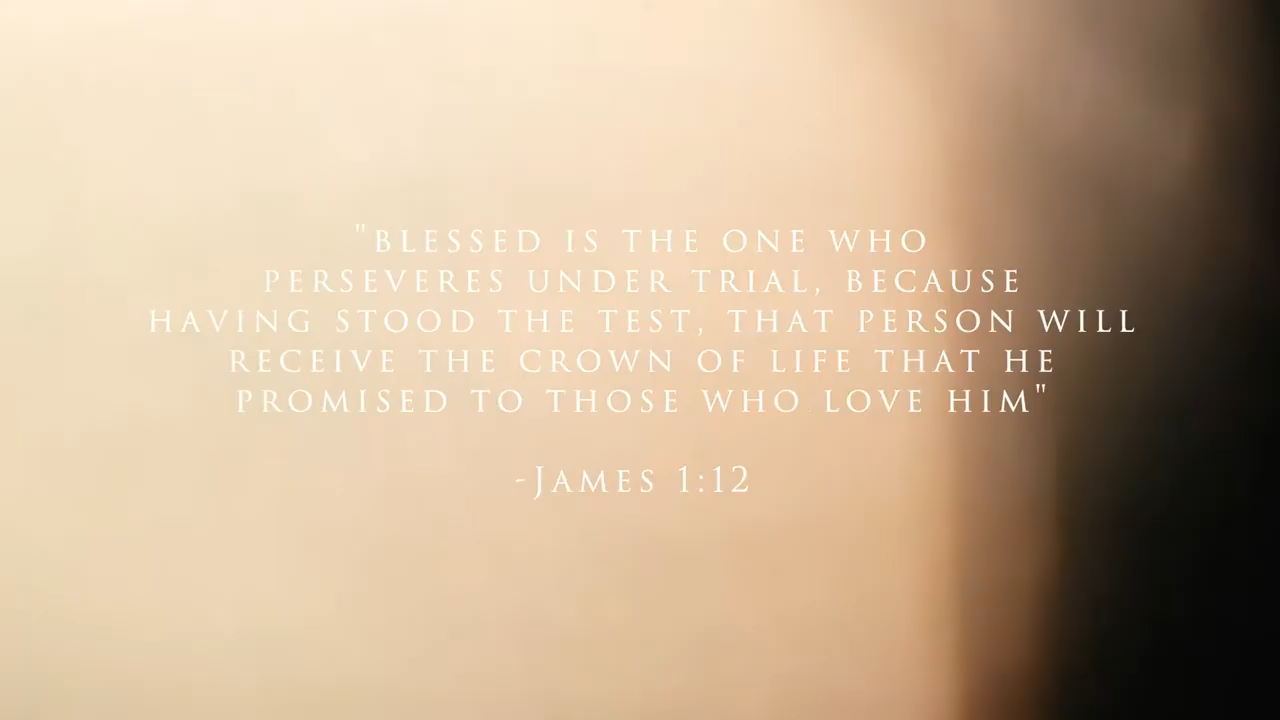 "BLESSED IS THE ONE WHO
PERSEVERES UNDER TRIAL, BECAUSE
HAVING STOOD THE TEST, THAT PERSON WILL
RECEIVE THE CROWN OF LIFE THAT HE
PROMISED TO THOSE WHO LOVE HIM"
-JAMES 1:12